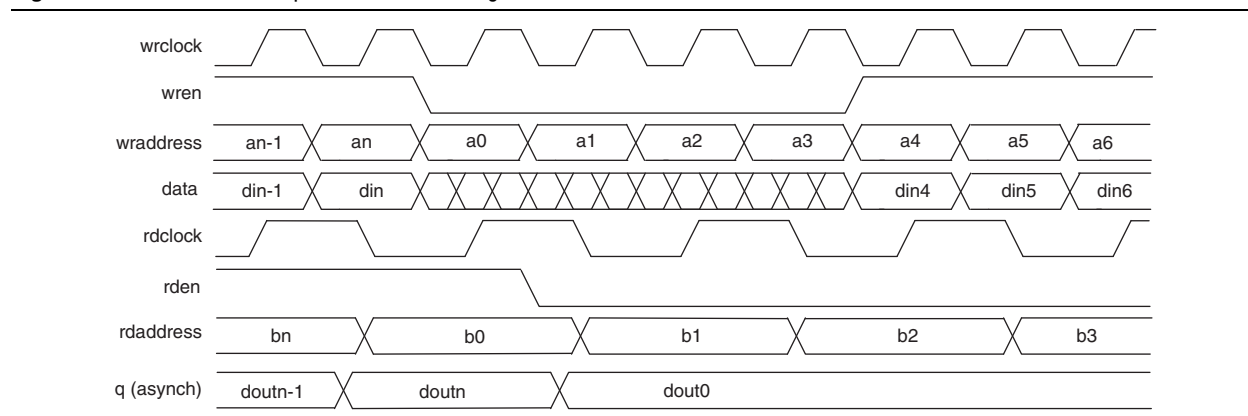 wrclock
wren
wraddress an-1 an a0 a1 a2 a3 a4 a5 a6
data din-1 din din4 din5 din6
rdclock
rden
rdaddress bn b0 b1 b2 b3
q (asynch) doutn-1 doutn dout0